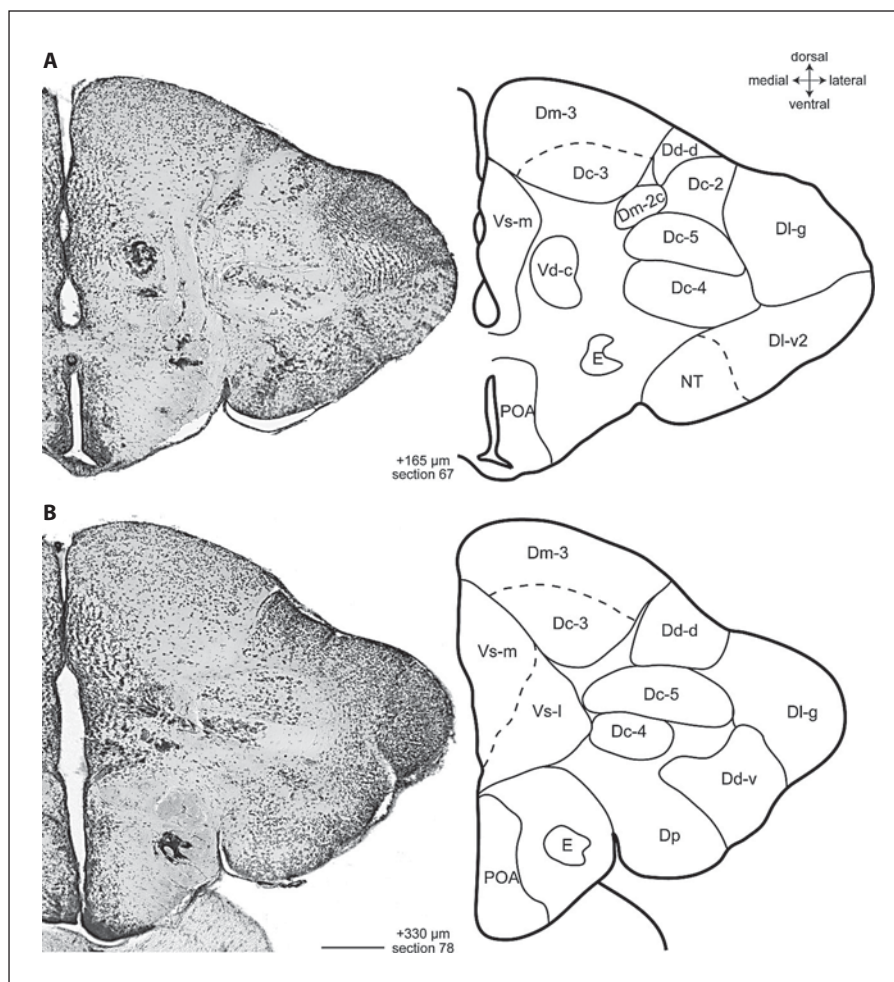 A
dorsal
medial lateral
ventral
Dm-3
Dd-d
Dc-3
Dc-2
Dm-2c
Vs-m
Dl-g
Dc-5
Vd-c
Dc-4
Dl-v2
E
NT
POA
+165 µm
section 67
B
Dm-3
Dc-3
Dd-d
Vs-m
Dc-5
Vs-l
Dl-g
Dc-4
Dd-v
Dp
E
POA
+330 µm
section 78